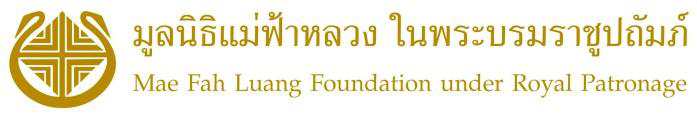 มูลนิธิแม่ฟ้าหลวง ในพระบรมราชูปถัมภ์
Mae Fah Luang Foundation under Royal Patronage